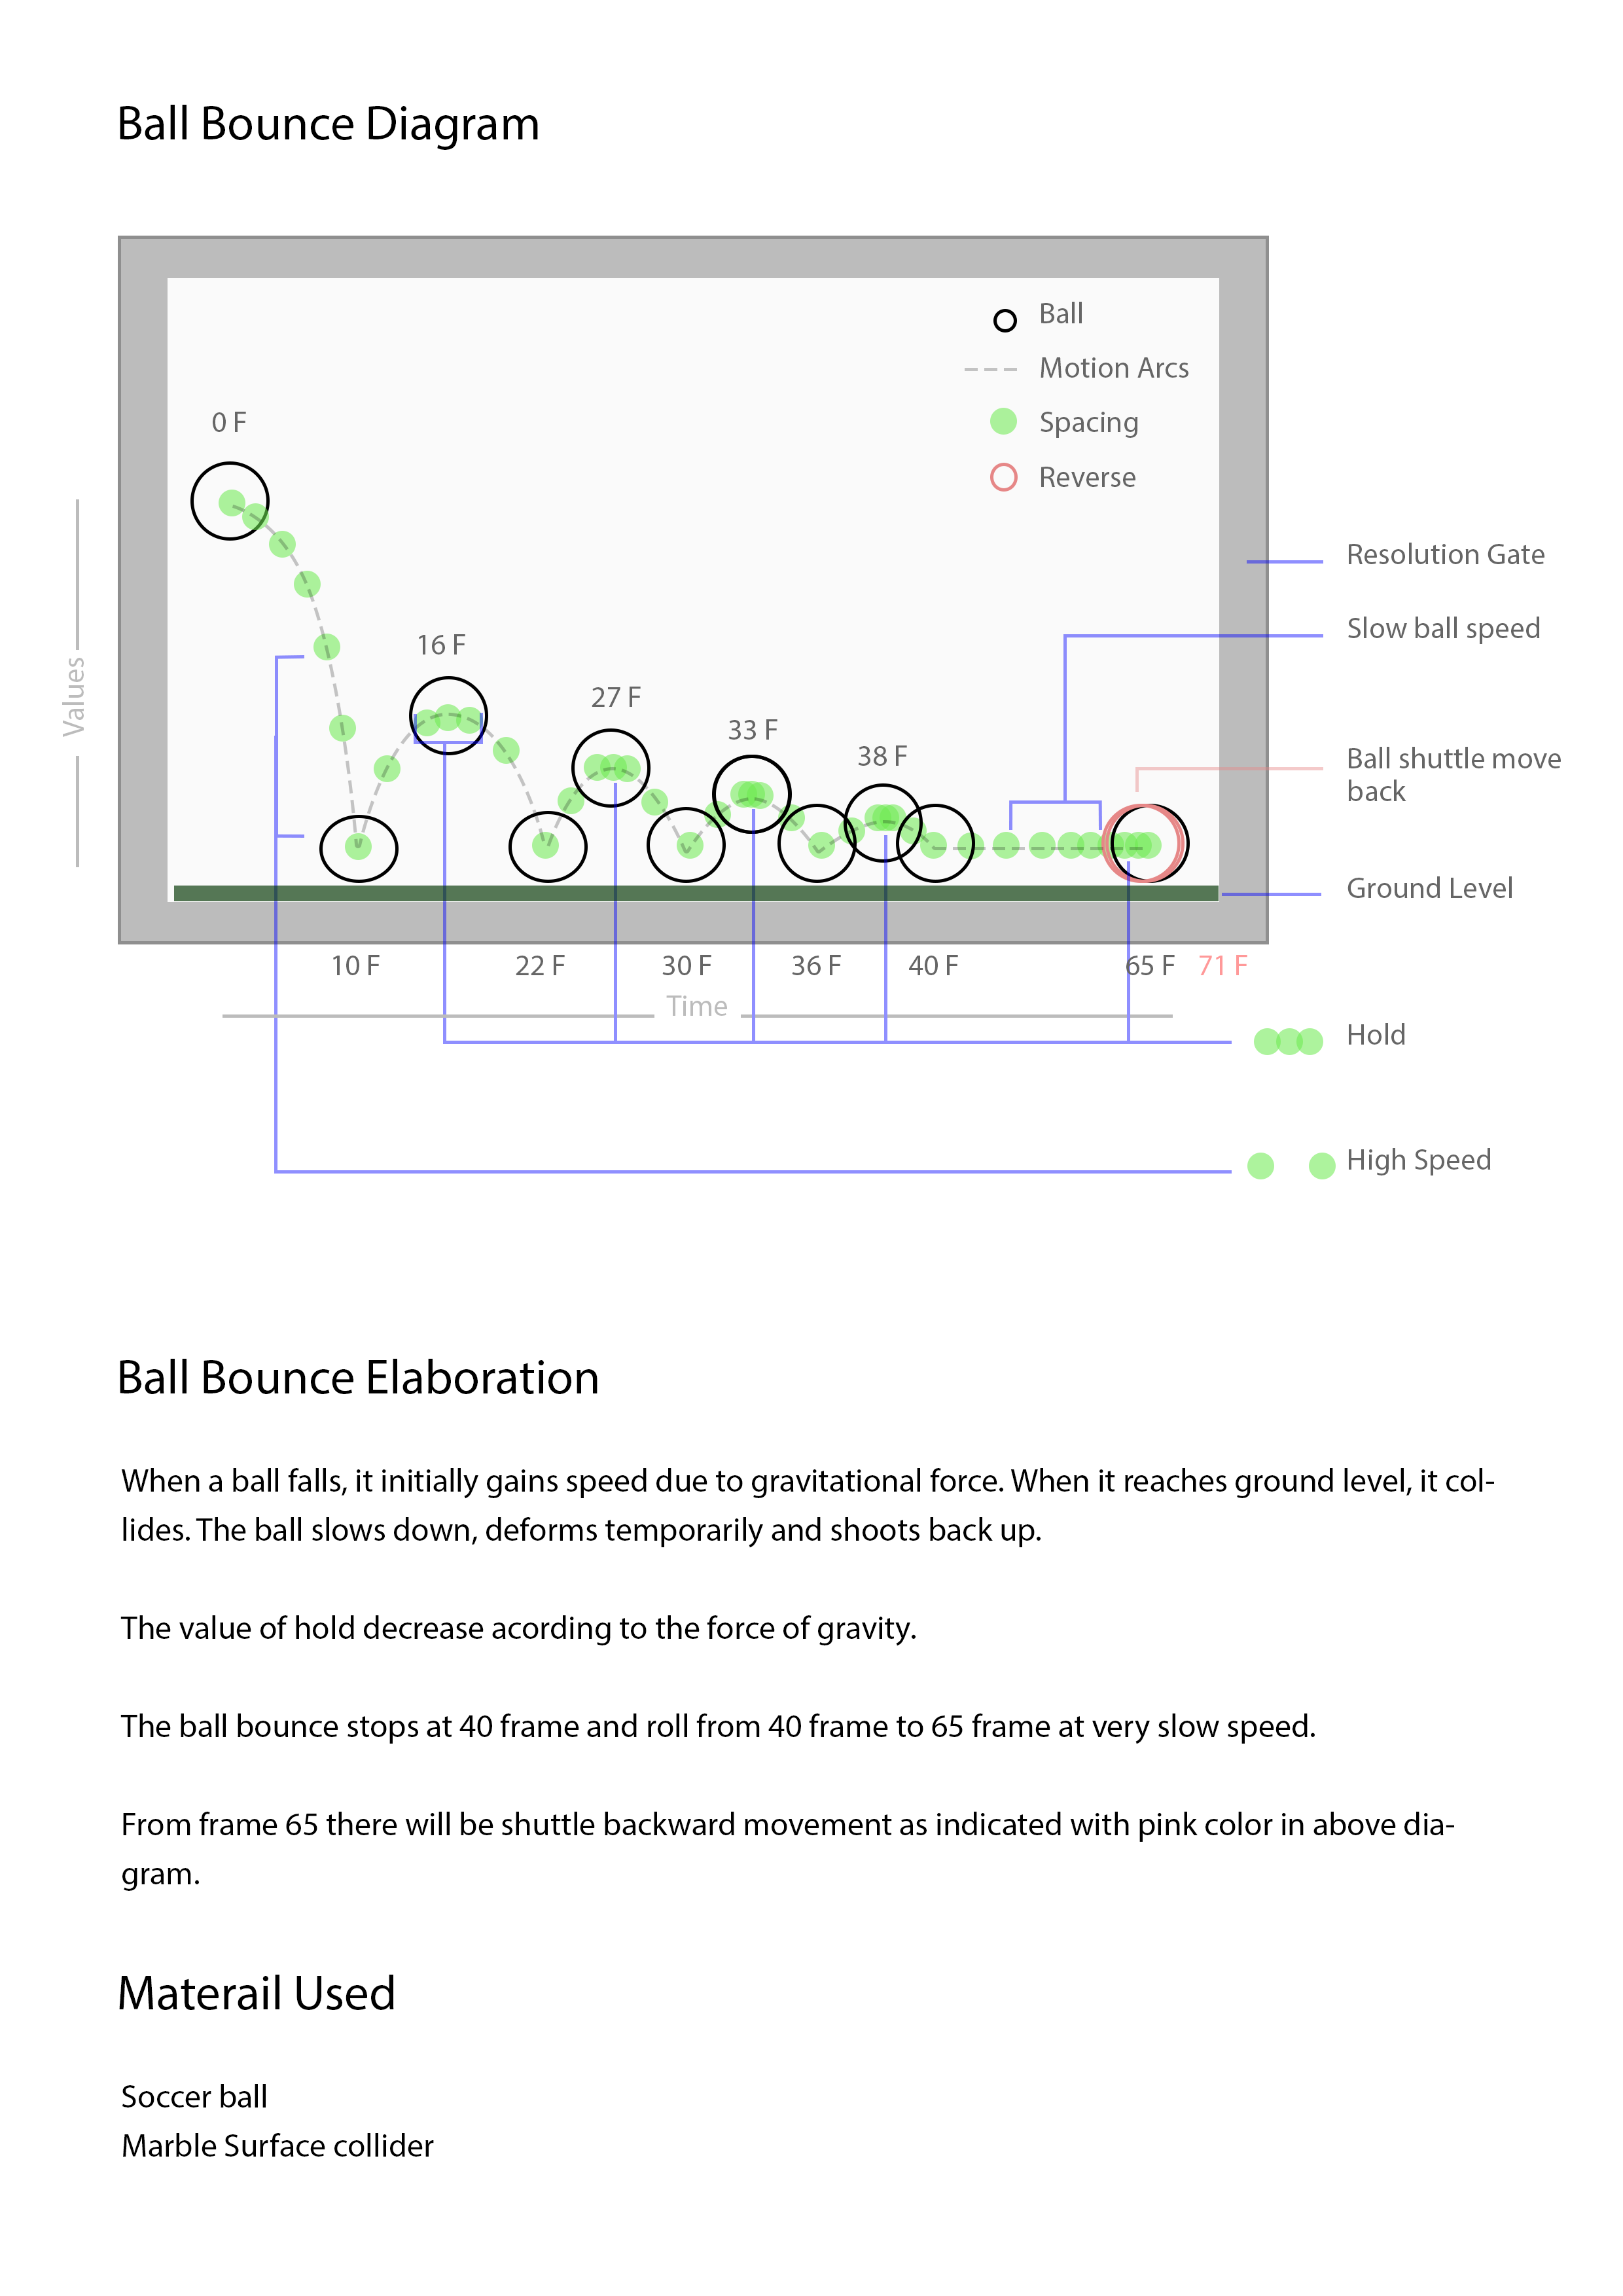 Ball Bounce Diagram
Ball
Motion Arcs
Spacing
Reverse
0 F
16 F
27 F
33 F
38 F
Values
Resolution Gate
Slow ball speed
Ball shuttle move
back
Ground Level
10 F
22 F
30 F
36 F
40 F
65 F
71 F
Time
Hold
High Speed
Ball Bounce Elaboration
When a ball falls, it initially gains speed due to gravitational force. When it reaches ground level, it col-
lides. The ball slows down, deforms temporarily and shoots back up.
The value of hold decrease acording to the force of gravity.
The ball bounce stops at 40 frame and roll from 40 frame to 65 frame at very slow speed.
From frame 65 there will be shuttle backward movement as indicated with pink color in above dia-
gram.
Materail Used
Soccer ball
Marble Surface collider